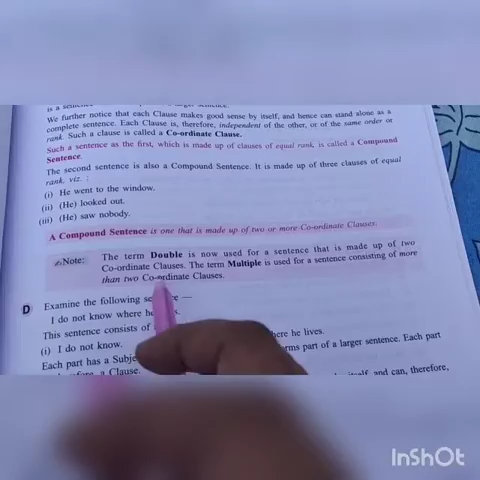 We further notice that each Clause makes good sense by itself, and hence can stand alone as a
complete sentence. Each Clause is, therefore, independent of the other, or of the same order or
rank. Such a clause is called a Co-ordinate Clause.
Such a sentence as the first, which is made up of clauses of equal rank, is called a Compound
Sentence.
The second sentence is also a Compound Sentence. It is made up of three clauses of equal
rank, viz. :
(i) He went to the window.
(ii) (He) looked out.
(iii) (He) saw nobody.
A Compound Sentence is one that is made up of two or more Co-ordinate Clauses.
Note: The term Double is now used for a sentence that is made up of two
Co-ordinate Clauses. The term Multiple is used for a sentence consisting of more
than two Co-ordinate Clauses.
D Examine the following —
I do not know where
This sentence consists of here he lives.
(i) I do not know. part of a larger sentence. Each part
Each part has a and can, therefore,
a Clause.
InShOt